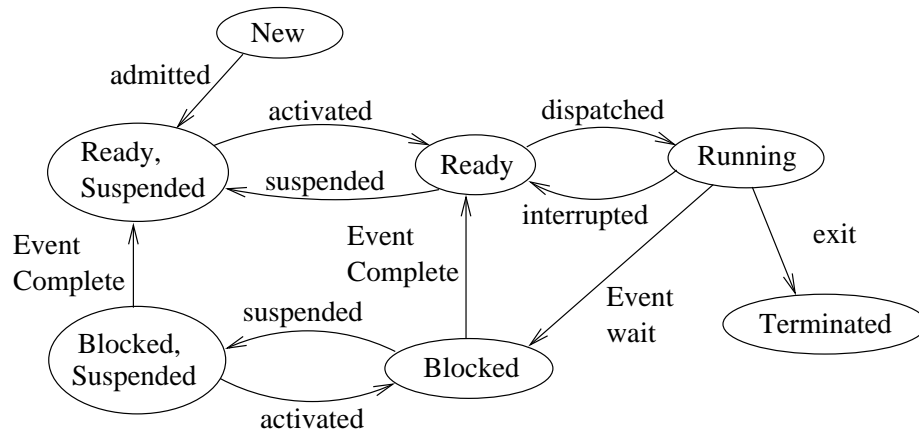 New
admitted
activated
dispatched
Ready,
Suspended
suspended
Ready
Running
interrupted
Event
Complete
Event
Complete
exit
Event
wait
Terminated
suspended
Blocked,
Suspended
Blocked
activated